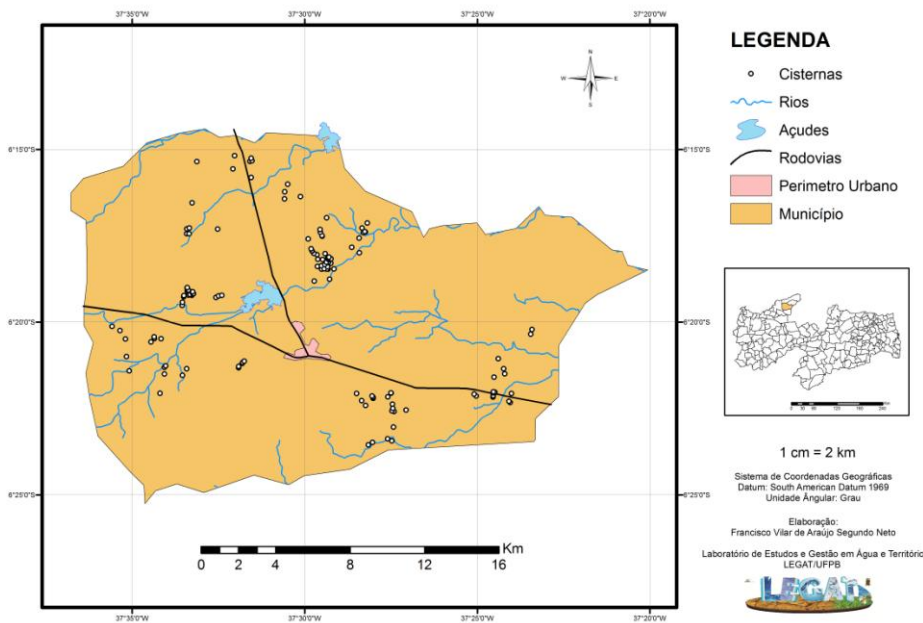 37°35'0"W 37°30'0"W 37°25'0"W 37°20'0"W
6°15'0"S 6°15'0"S
6°20'0"S 6°20'0"S
6°25'0"S 6°25'0"S
N
W E
S
Km
0 2 4 8 12 16
37°35'0"W 37°30'0"W 37°25'0"W 37°20'0"W
LEGENDA
Cisternas
Rios
Açudes
Rodovias
Perimetro Urbano
Município
1 cm = 2 km
Sistema de Coordenadas Geográficas
Datum: South American Datum 1969
Unidade Ângular: Grau
Elaboração:
Francisco Vilar de Araújo Segundo Neto
Laboratório de Estudos e Gestão em Água e Território
LEGAT/UFPB
LEGAT